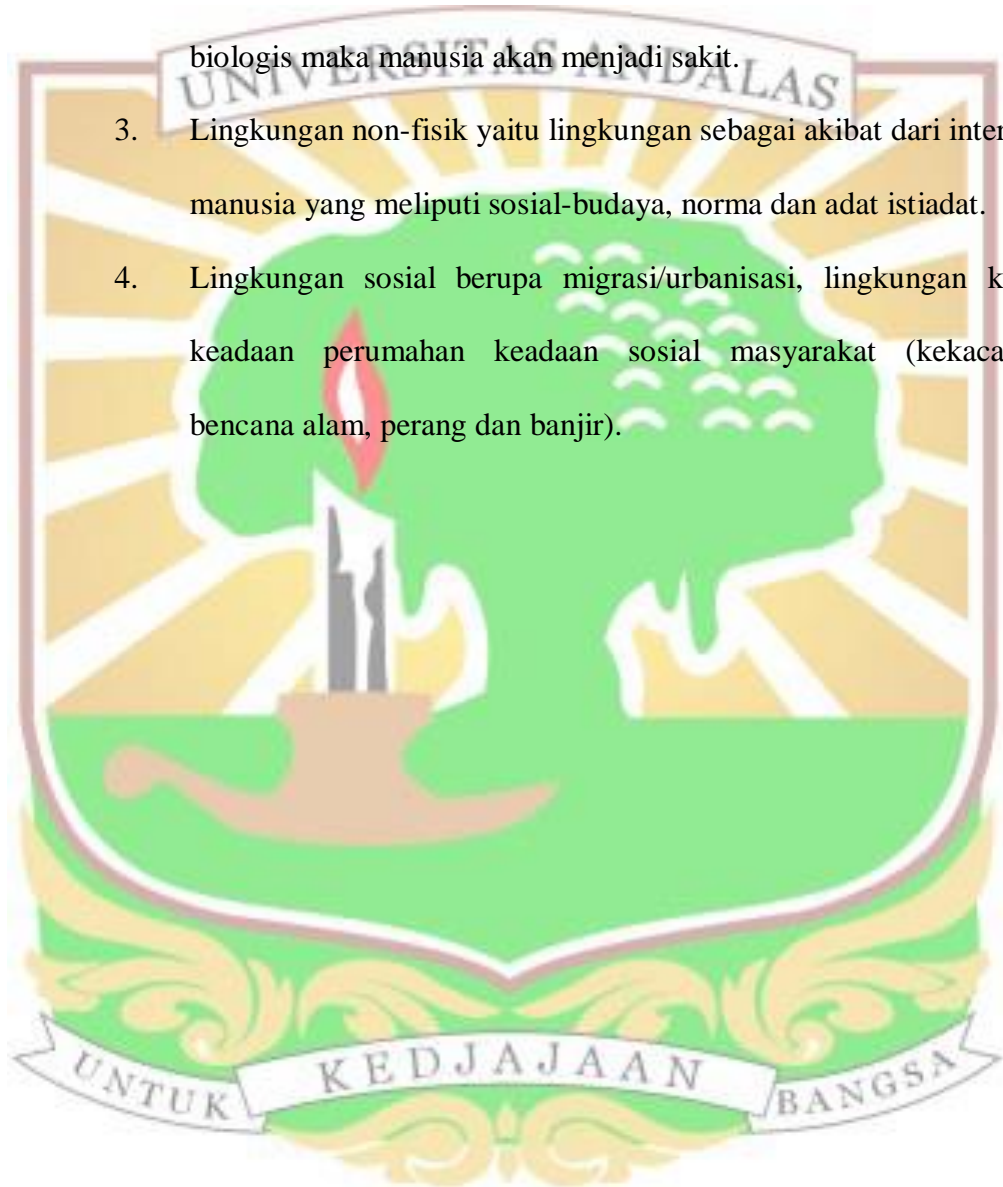 UNIVERSITAS ANDALAS
biologis maka manusia akan menjadi sakit.
3. Lingkungan non-fisik yaitu lingkungan sebagai akibat dari inter
manusia yang meliputi sosial-budaya, norma dan adat istiadat.
4. Lingkungan sosial berupa migrasi/urbanisasi, lingkungan k
keadaan perumahan keadaan sosial masyarakat (kekaca
bencana alam, perang dan banjir).
UNTUK KEDJAJAAN BANGSA